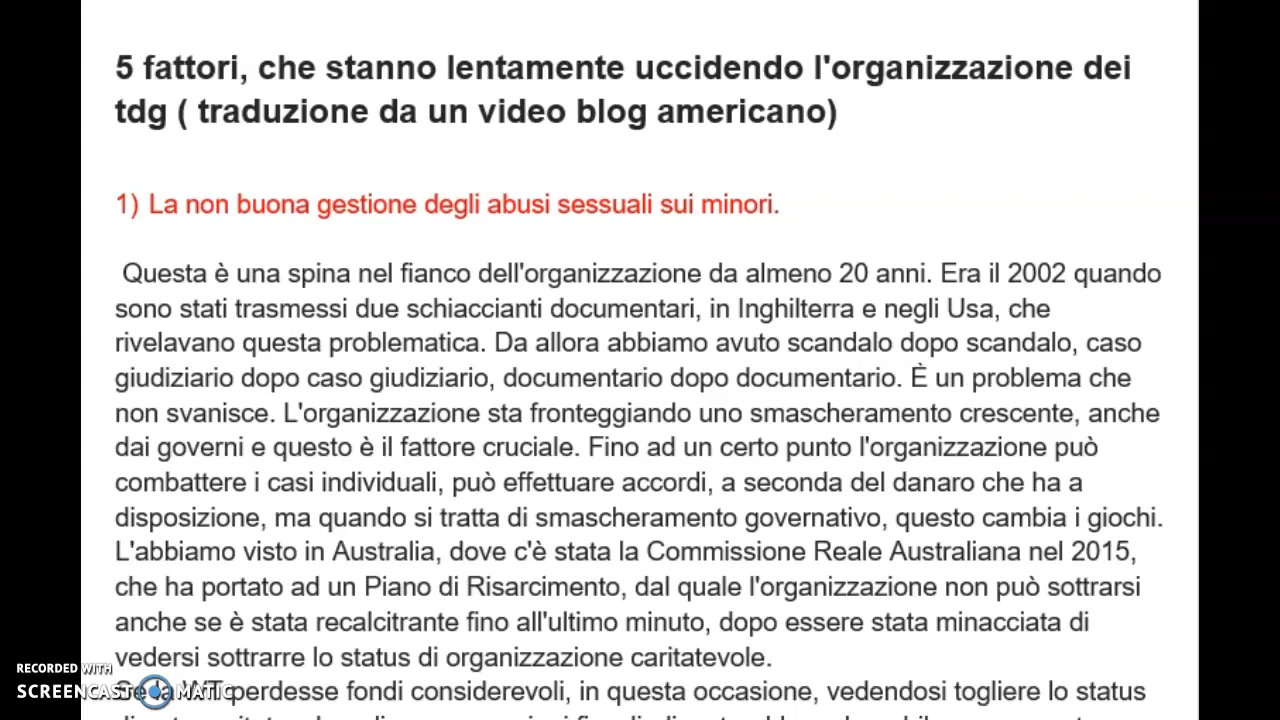 5 fattori, che stanno lentamente uccidendo l'organizzazione dei
tdg ( traduzione da un video blog americano)
1) La non buona gestione degli abusi sessuali sui minori.
Questa è una spina nel fianco dell'organizzazione da almeno 20 anni. Era il 2002 quando
sono stati trasmessi due schiaccianti documentari, in Inghilterra e negli Usa, che
rivelavano questa problematica. Da allora abbiamo avuto scandalo dopo scandalo, caso
giudiziario dopo caso giudiziario, documentario dopo documentario. È un problema che
non svanisce. L'organizzazione sta fronteggiando uno smascheramento crescente, anche
dai governi e questo è il fattore cruciale. Fino ad un certo punto l'organizzazione può
combattere i casi individuali, può effettuare accordi, a seconda del danaro che ha a
disposizione, ma quando si tratta di smascheramento governativo, questo cambia i giochi.
L'abbiamo visto in Australia, dove c'è stata la Commissione Reale Australiana nel 2015,
che ha portato ad un Piano di Risarcimento, dal quale l'organizzazione non può sottrarsi
anche se è stata recalcitrante fino all'ultimo minuto, dopo essere stata minacciata di
vedersi sottrarre lo status di organizzazione caritatevole.
Se la WT perdesse fondi considerevoli, in questa occasione, vedendosi togliere lo status
RECORDED WITH
SCREENCAST MATIC